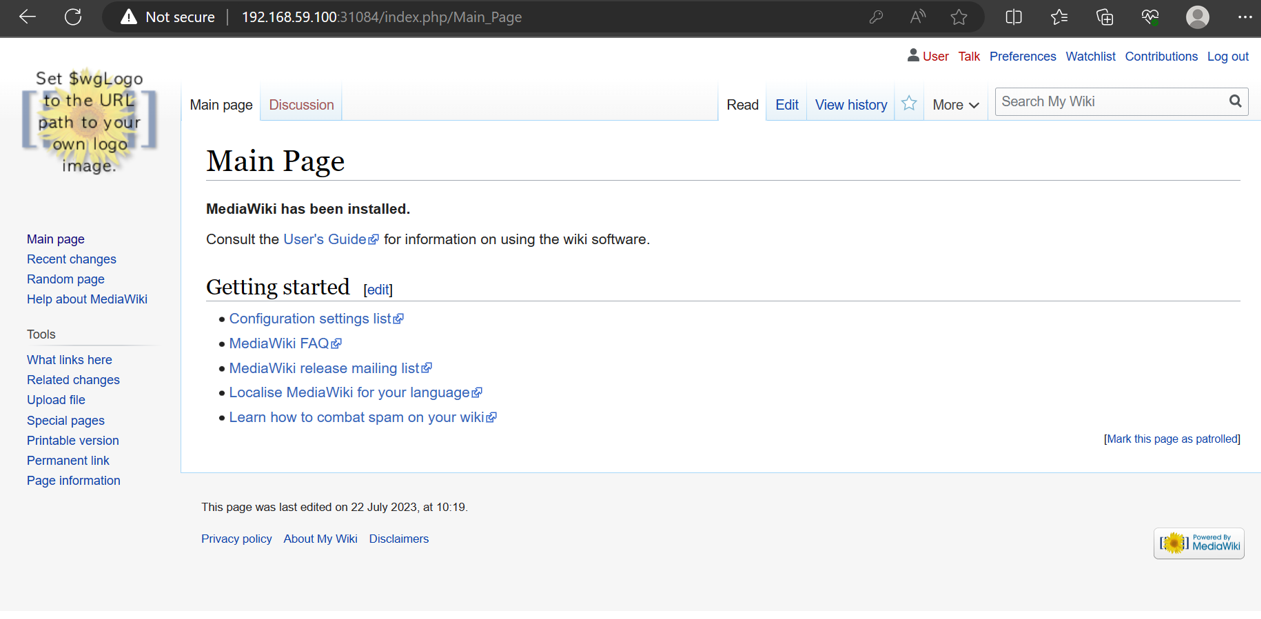 Not secure 192.168.59.100:31084/index.php/Main_Page
User Talk Preferences Watchlist Contributions Log out
Set $wgLogo
to the URL
path to your
own logo
image.
Main page Discussion Read Edit View history More Search My Wiki
Main Page
MediaWiki has been installed.
Consult the User's Guide for information on using the wiki software.
Getting started [edit]
• Configuration settings list
• MediaWiki FAQ
• MediaWiki release mailing list
• Localise MediaWiki for your language
• Learn how to combat spam on your wiki
[Mark this page as patrolled]
Main page
Recent changes
Random page
Help about MediaWiki
Tools
What links here
Related changes
Upload file
Special pages
Printable version
Permanent link
Page information
This page was last edited on 22 July 2023, at 10:19.
Privacy policy About My Wiki Disclaimers
Powered By
MediaWiki